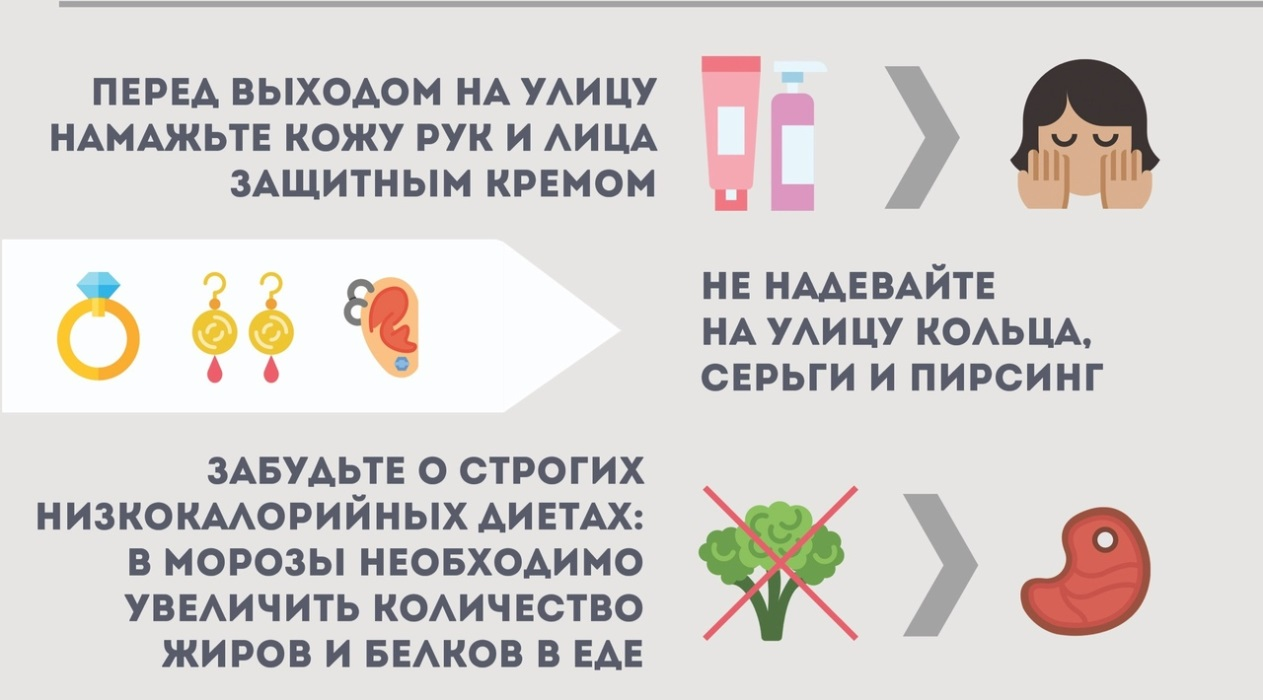 ПЕРЕД ВЫХОДОМ НА УЛИЦУ
НАМАЖЬТЕ КОЖУ РУК И ЛИЦА
ЗАЩИТНЫМ КРЕМОМ
НЕ НАДЕВАЙТЕ
НА УЛИЦУ КОЛЬЦА,
СЕРЬГИ И ПИРСИНГ
ЗАБУДЬТЕ О СТРОГИХ
НИЗКОКАЛОРИЙНЫХ ДИЕТАХ:
В МОРОЗЫ НЕОБХОДИМО
УВЕЛИЧИТЬ КОЛИЧЕСТВО
ЖИРОВ И БЕЛКОВ В ЕДЕ